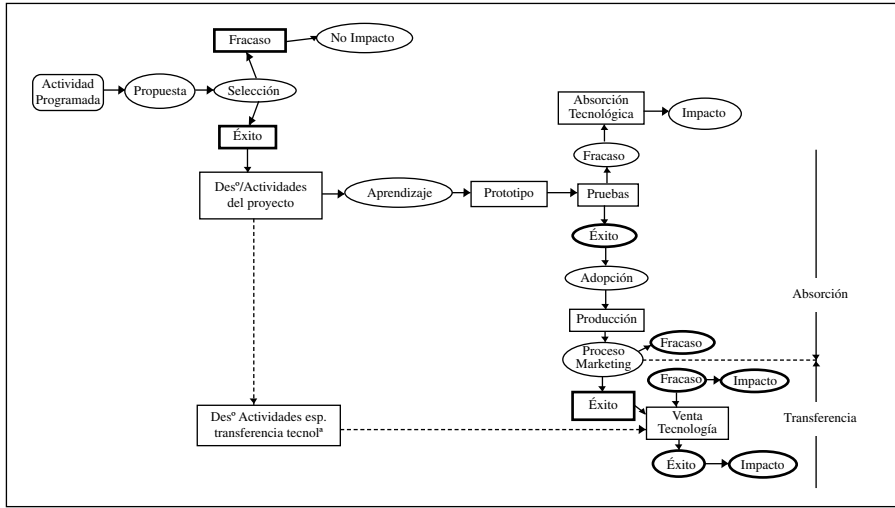 Fracaso
No Impacto
Actividad
Programada
Propuesta
Selección
Éxito
Absorción
Tecnológica
Impacto
Fracaso
Desº/Actividades
del proyecto
Aprendizaje
Prototipo
Pruebas
Éxito
Adopción
Absorción
Producción
Proceso
Marketing
Fracaso
Fracaso
Impacto
Éxito
Desº Actividades esp.
transferencia tecnolª
Venta
Tecnología
Transferencia
Éxito
Impacto